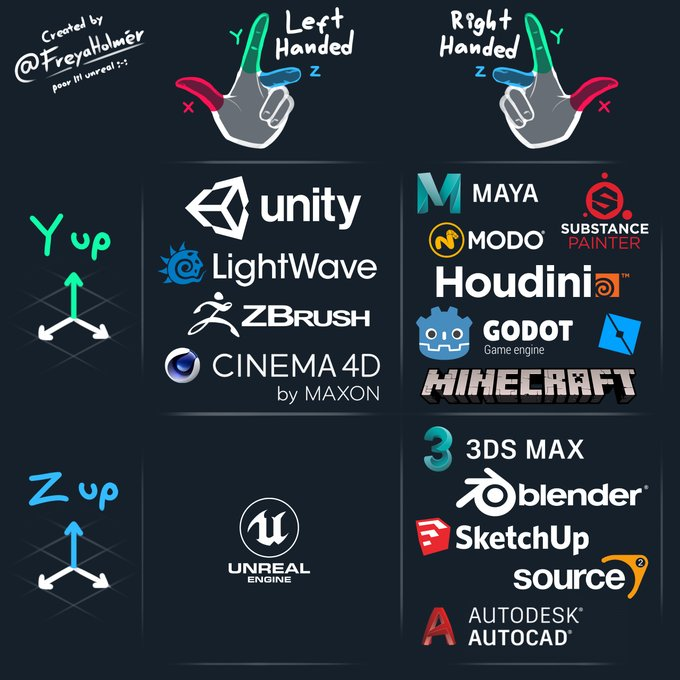 Created by
@FreyaHolmér
poor lil unreal :-:
Left
Handed
Y
X
Z
Right
Handed
Y
Z
X
Y up
unity
LightWave
ZBRUSH
CINEMA 4D
by MAXON
MAYA
SUBSTANCE
PAINTER
MODO®
Houdini™
GODOT
Game engine
MINECRAFT
Z up
UNREAL
ENGINE
3DS MAX
blender®
SketchUp
source 2
AUTODESK®
AUTOCAD®